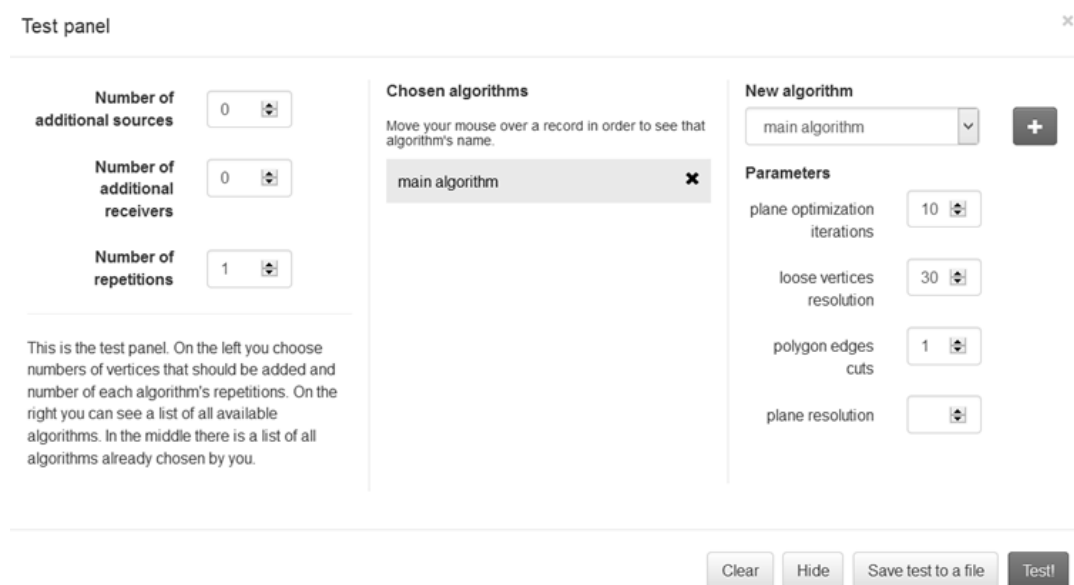 Test panel
×
Number of
additional sources
0
Number of
additional
receivers
0
Number of
repetitions
1
This is the test panel. On the left you choose
numbers of vertices that should be added and
number of each algorithm's repetitions. On the
right you can see a list of all available
algorithms. In the middle there is a list of all
algorithms already chosen by you.
Chosen algorithms
Move your mouse over a record in order to see that
algorithm's name.
main algorithm
New algorithm
main algorithm
+
Parameters
plane optimization
iterations
10
loose vertices
resolution
30
polygon edges
cuts
1
plane resolution
Clear
Hide
Save test to a file
Test!